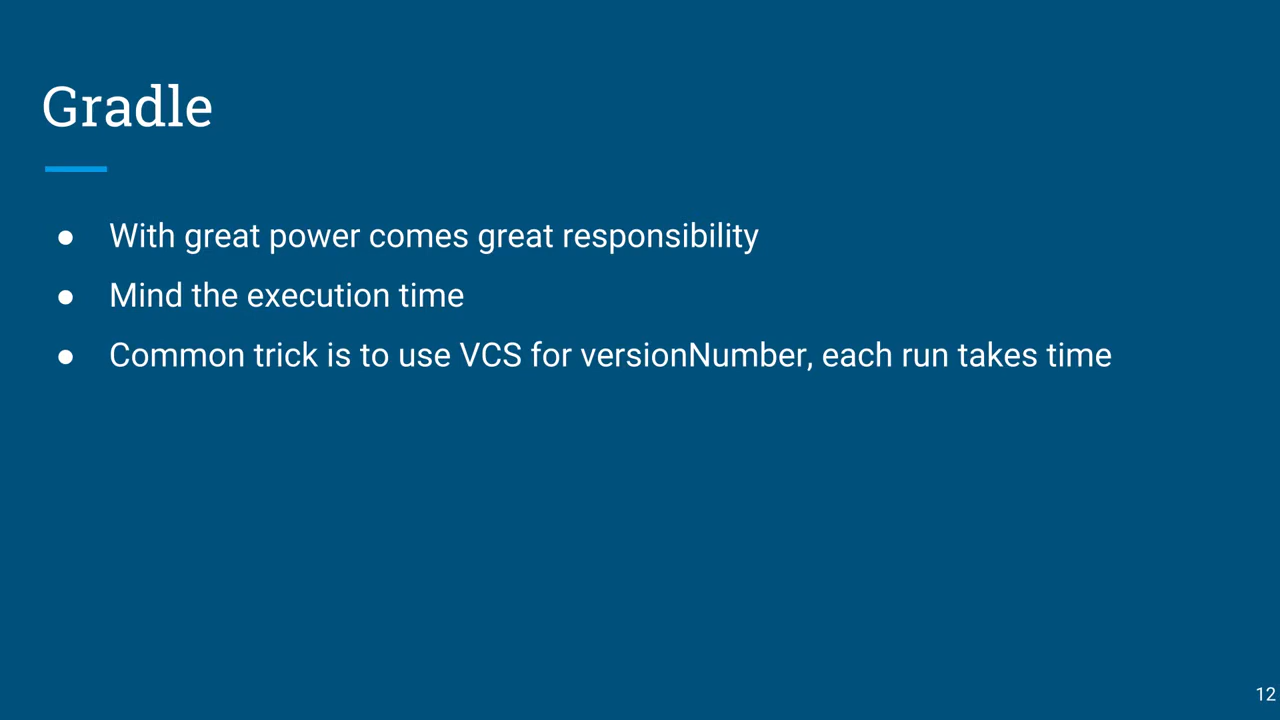 Gradle
● With great power comes great responsibility
● Mind the execution time
● Common trick is to use VCS for versionNumber, each run takes time
12